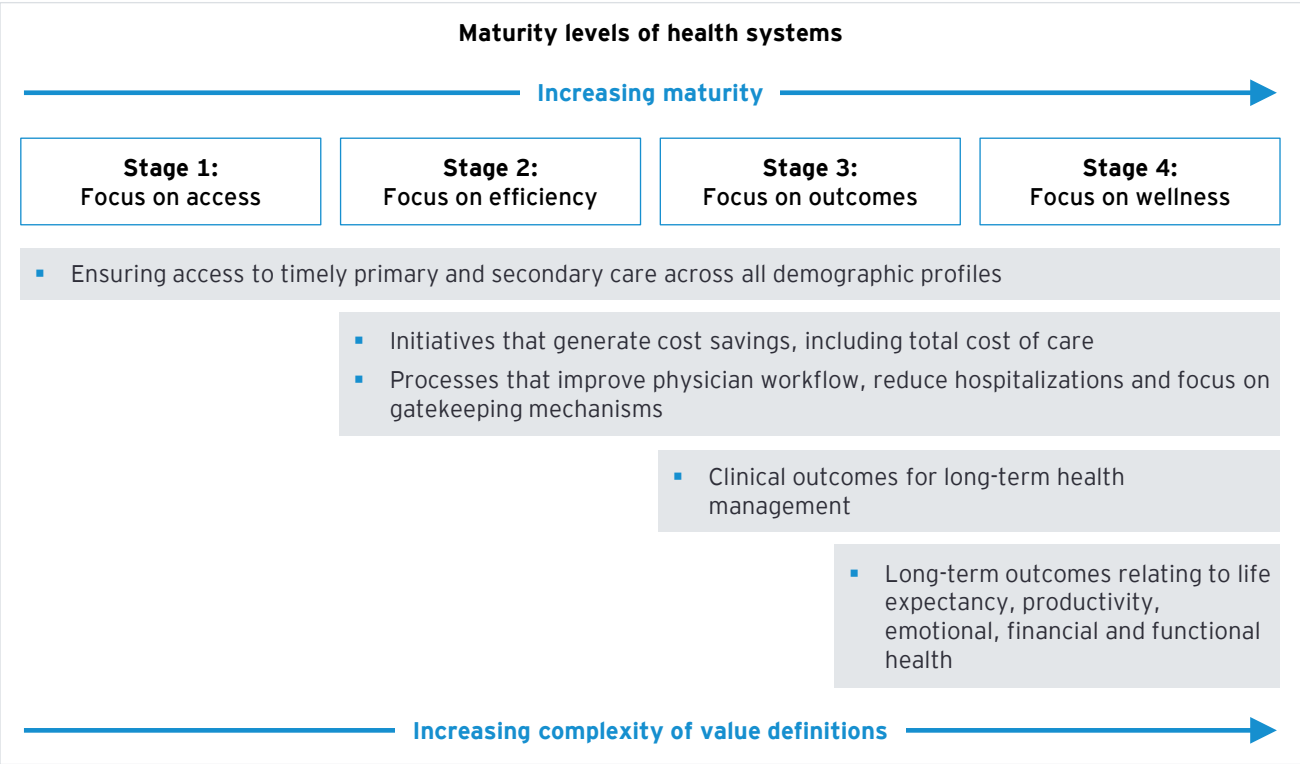 Maturity levels of health systems
Increasing maturity
Stage 1:
Focus on access
Stage 2:
Focus on efficiency
Stage 3:
Focus on outcomes
Stage 4:
Focus on wellness
▪ Ensuring access to timely primary and secondary care across all demographic profiles
▪ Initiatives that generate cost savings, including total cost of care
▪ Processes that improve physician workflow, reduce hospitalizations and focus on
gatekeeping mechanisms
▪ Clinical outcomes for long-term health
management
▪ Long-term outcomes relating to life
expectancy, productivity,
emotional, financial and functional
health
Increasing complexity of value definitions